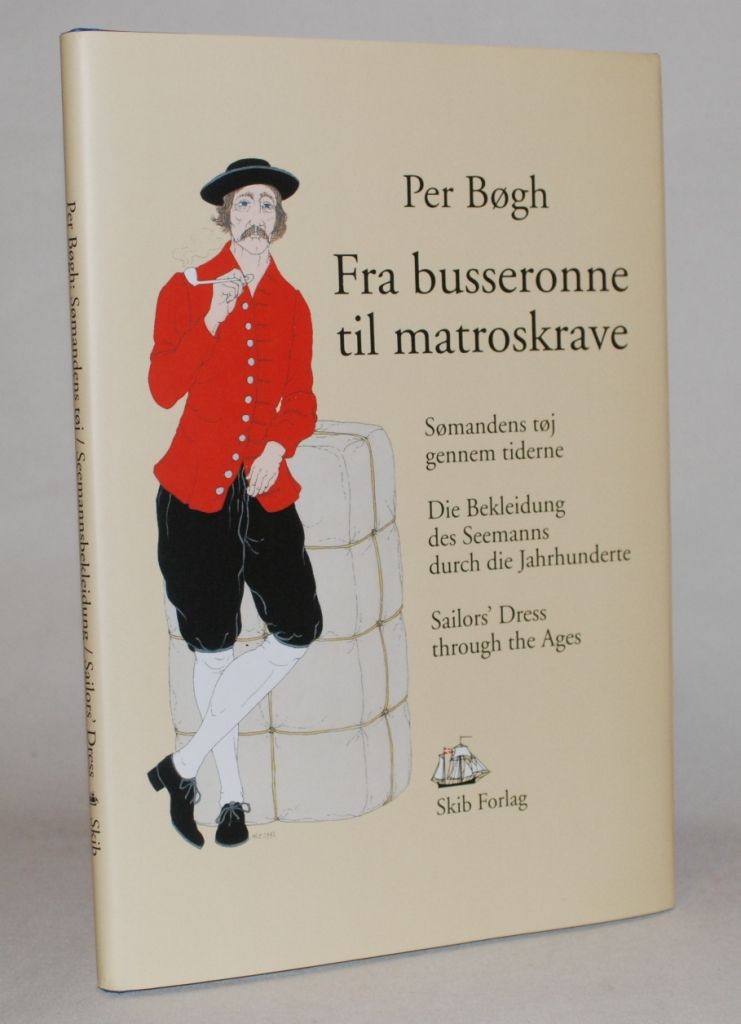 Per Bøgh
Fra busseronne
til matroskrave
Sømandens tøj
gennem tiderne
Die Bekleidung
des Seemanns
durch die Jahrhunderte
Sailors' Dress
through the Ages
Skib Forlag
Per Bøgh: Sømandens tøj / Seemannsbekleidung / Sailors' Dress Skib